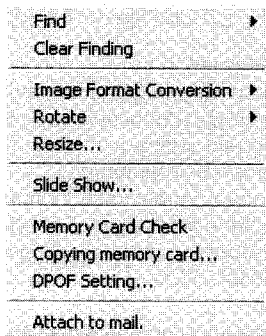 Find
Clear Finding
Image Format Conversion
Rotate
Resize...
Slide Show...
Memory Card Check
Copying memory card...
DPOF Setting...
Attach to mail.